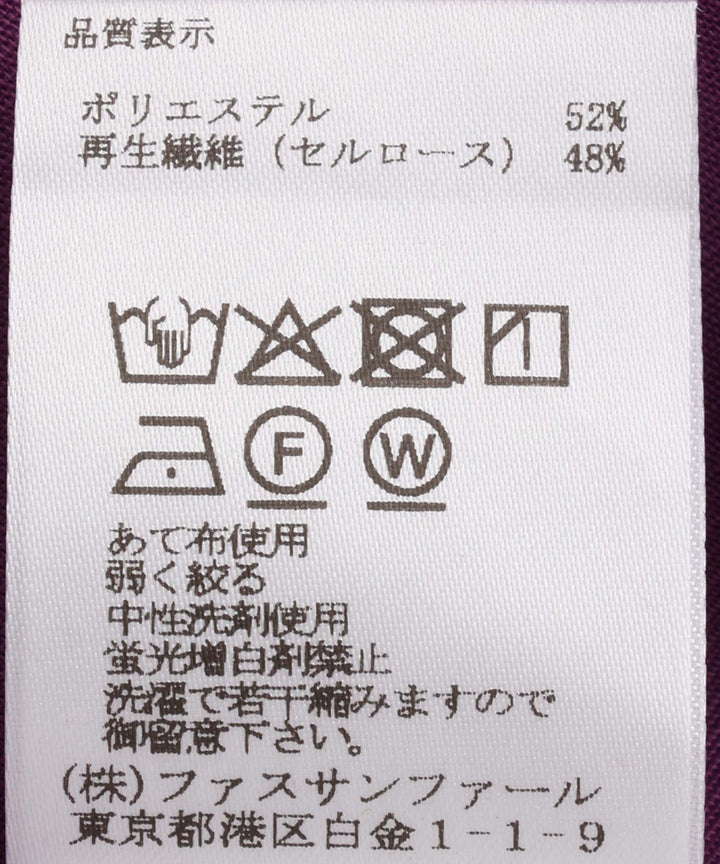 品質表示
ポリエステル 52%
再生繊維 (セルロース) 48%
F W
あて布使用
弱く絞る
中性洗剤使用
蛍光増白剤禁止
洗濯で若干縮みますので
御留意下さい。
(株)ファスサンファール
東京都港区白金1-1-9